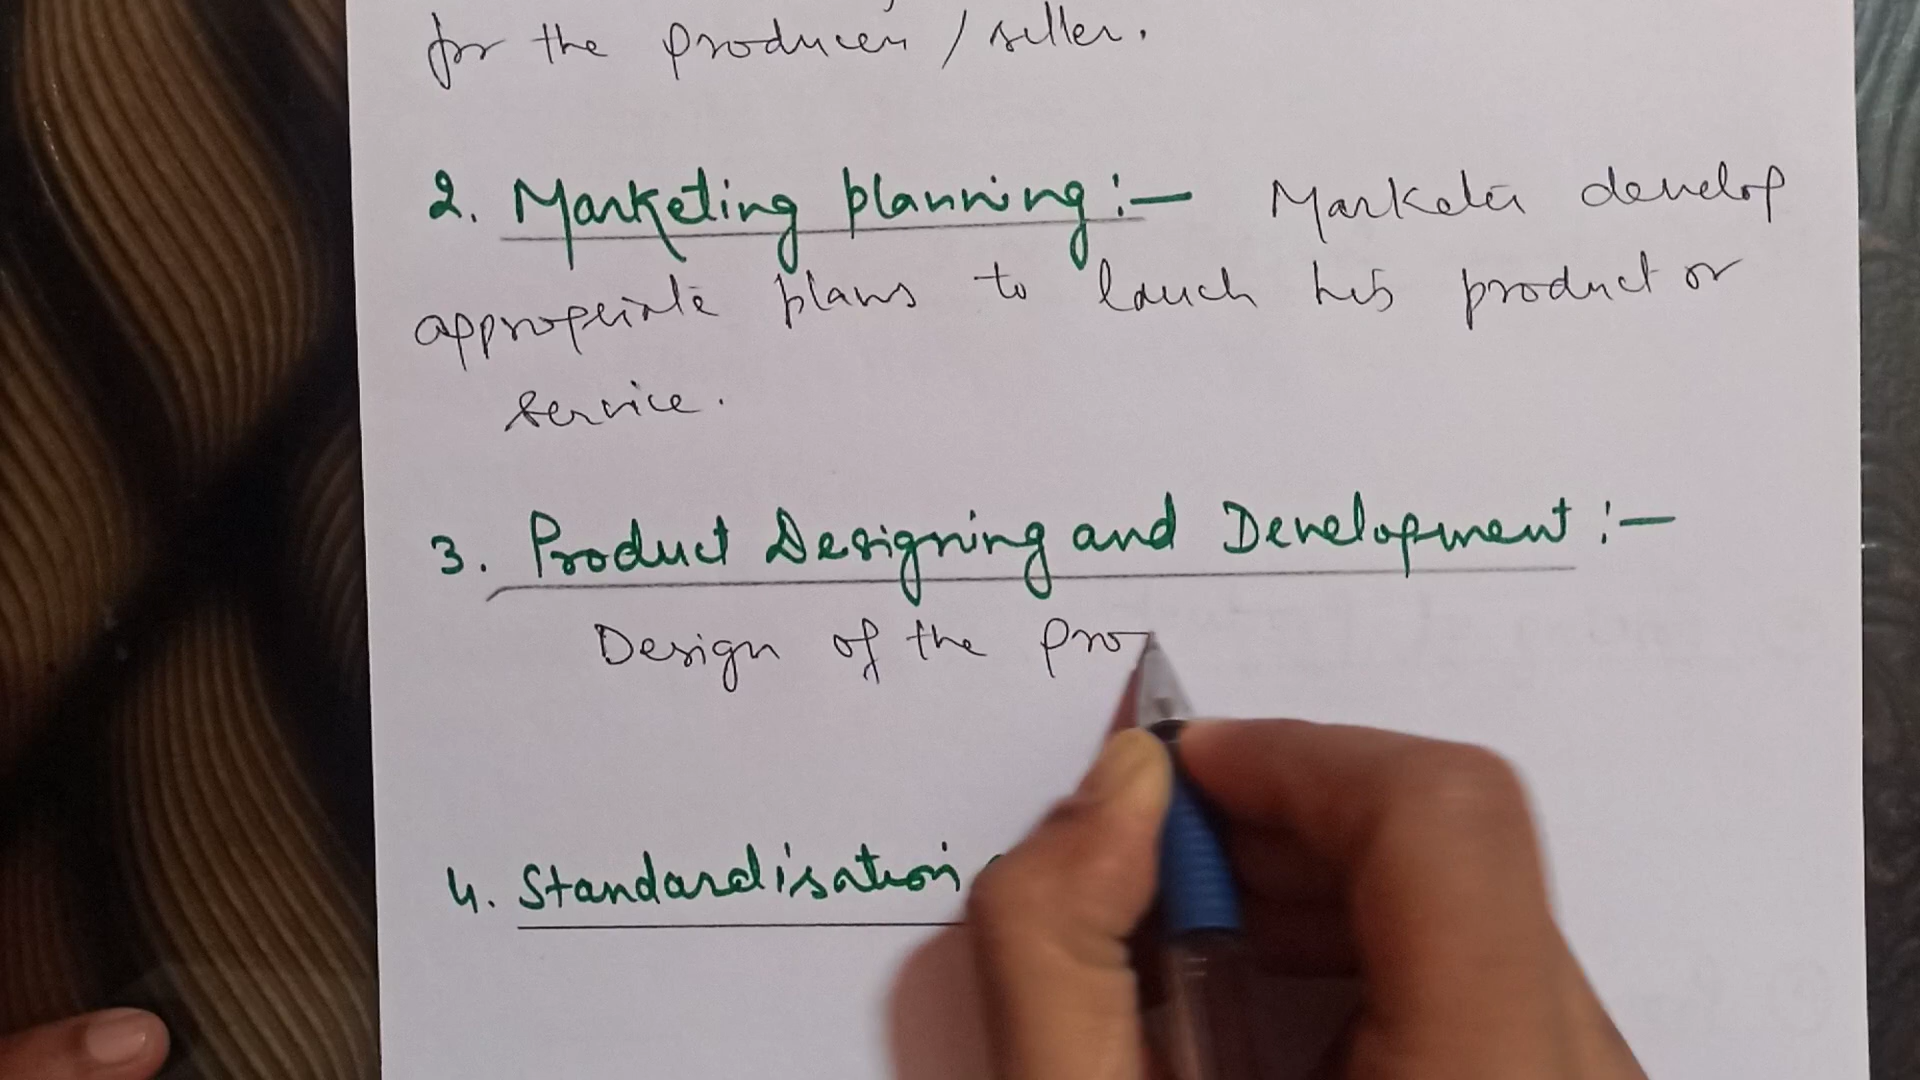 for the producer / seller.
2. Marketing planning :- Marketer develop
appropriate plans to lauch his product or
service.
3. Product Designing and Development :-
Design of the pro
4. Standardisation